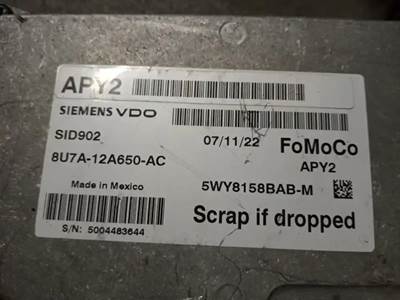 APY2
SIEMENS VDO
SID902
07/11/22
FoMoCo
8U7A-12A650-AC
APY2
Made in Mexico
5WY8158BAB-M
Scrap if dropped
S/N: 5004483644